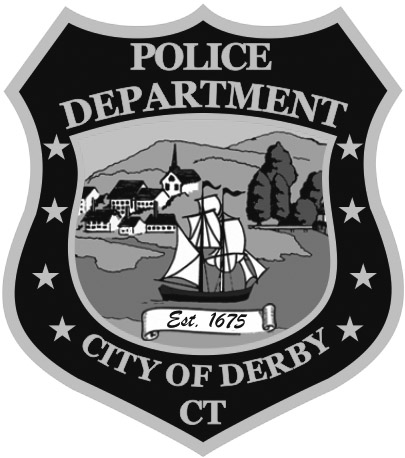 POLICE
DEPARTMENT
Est. 1675
CITY OF DERBY
CT